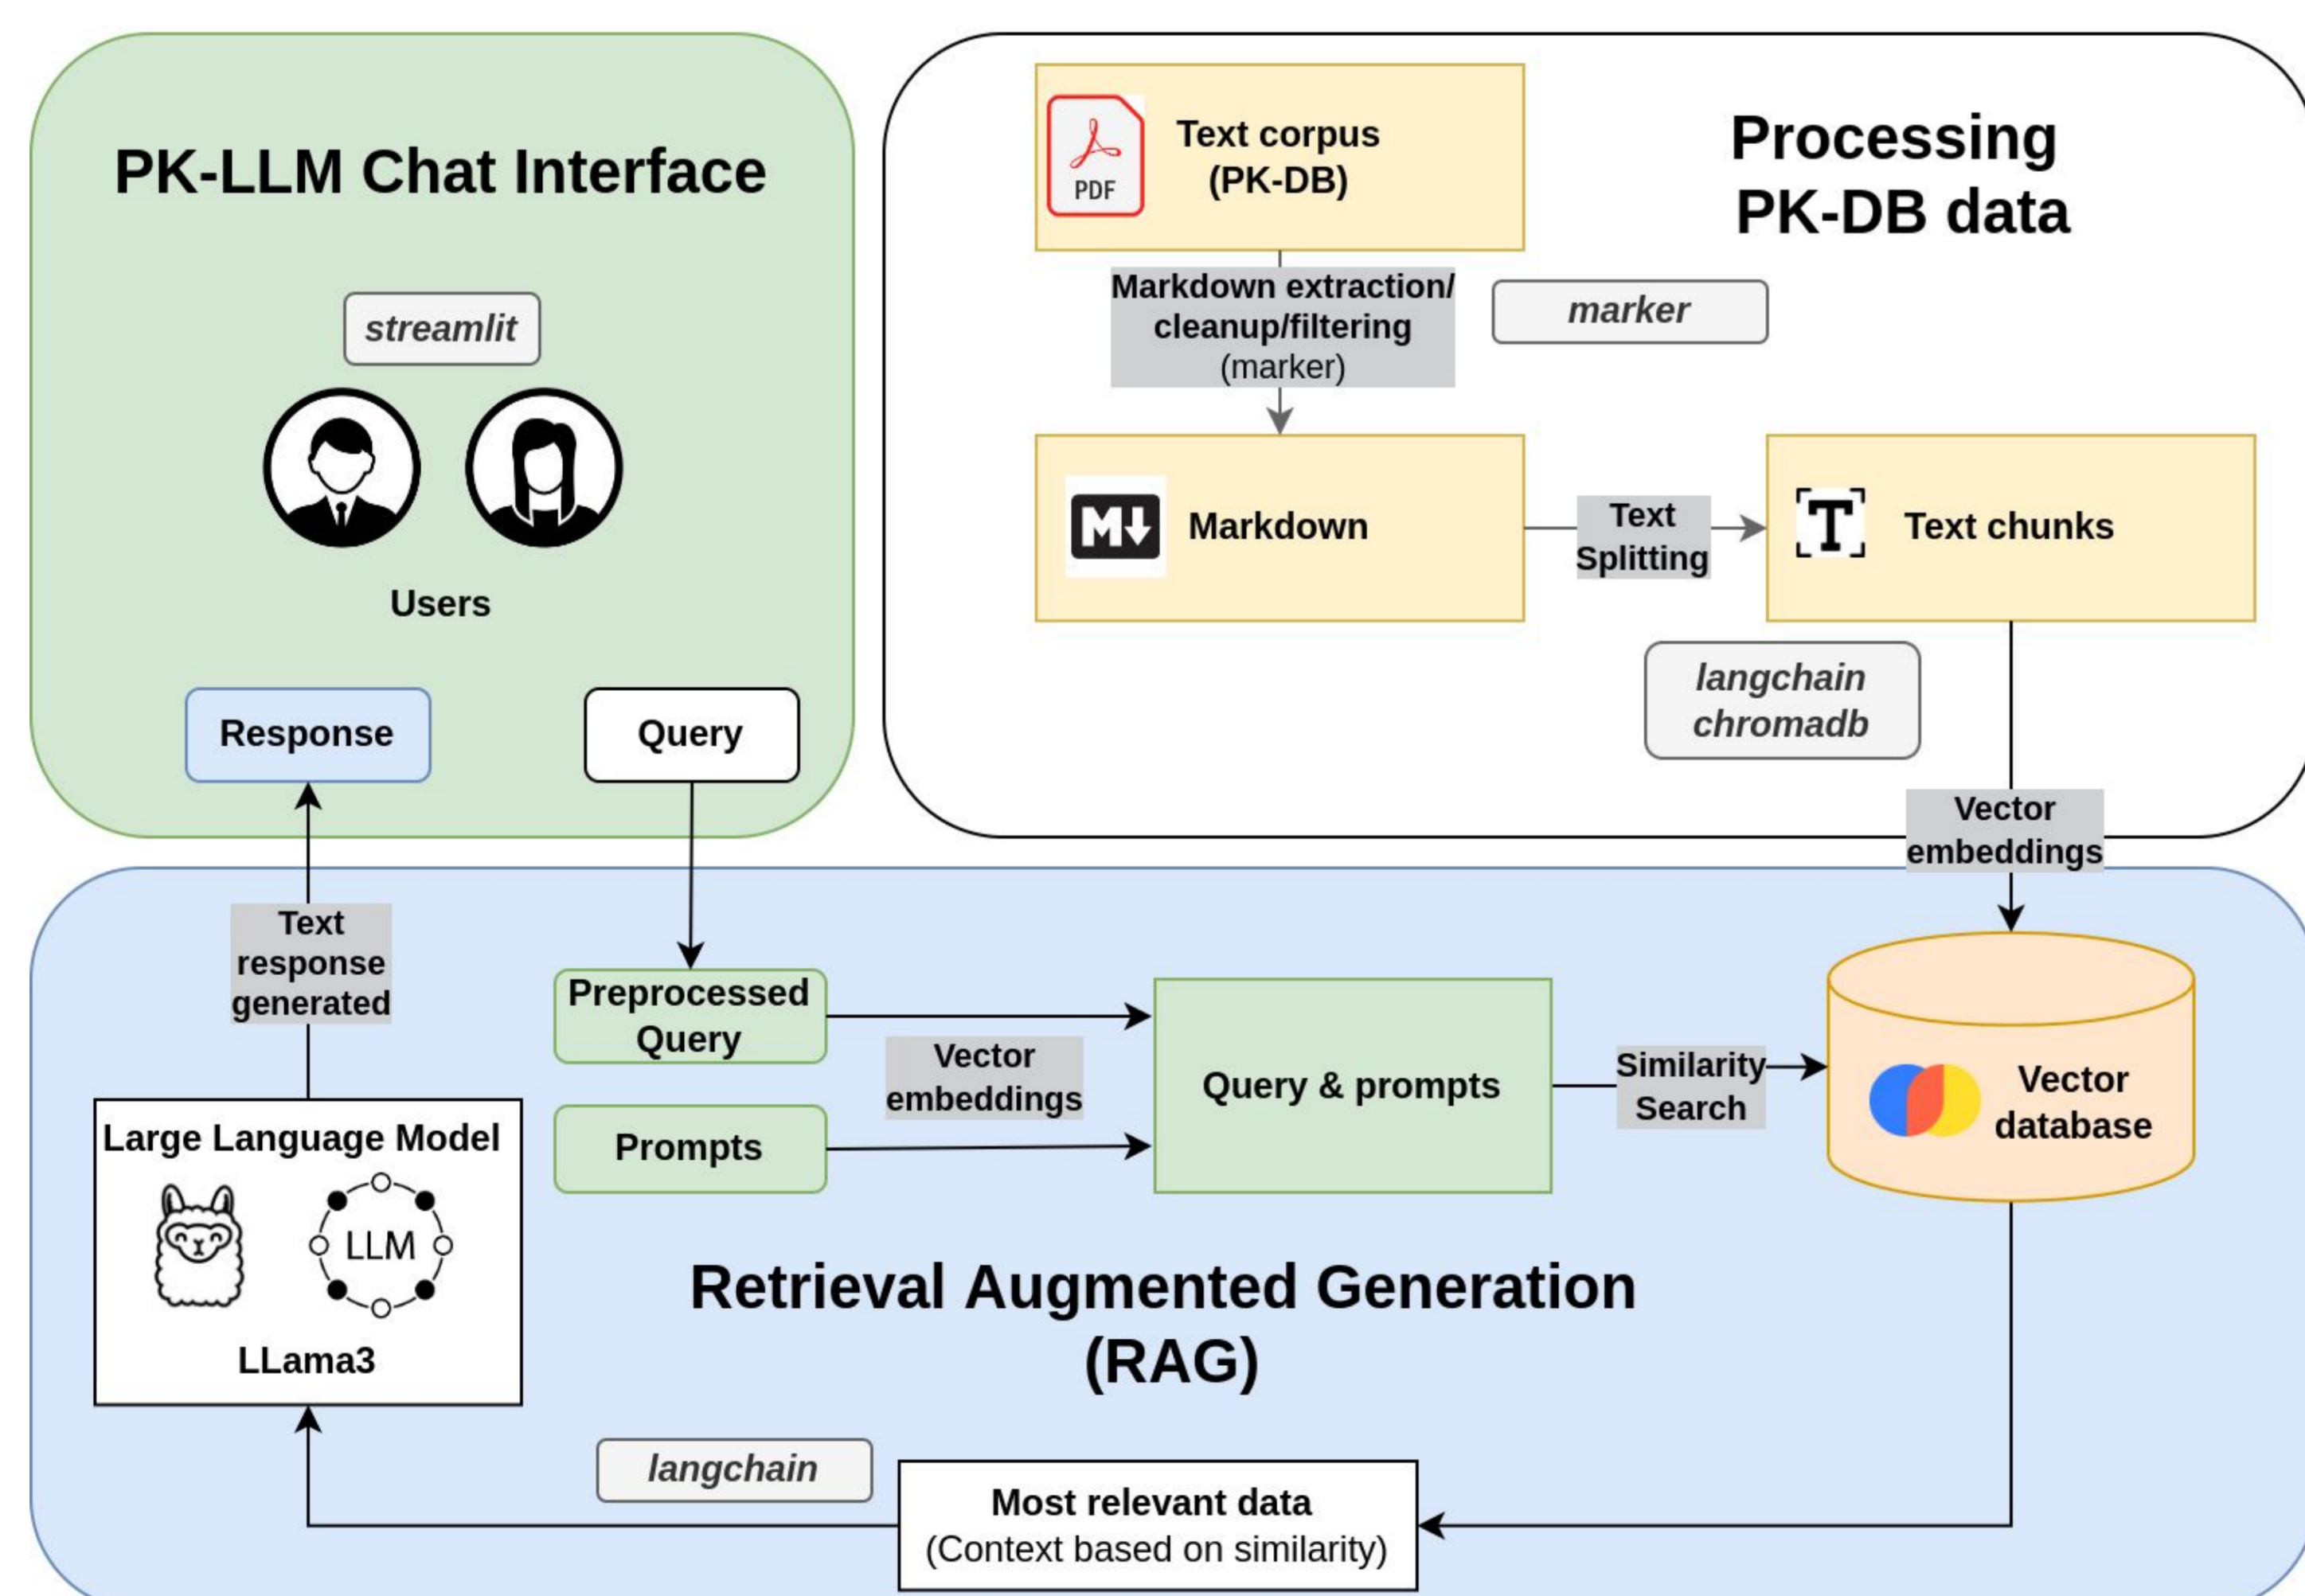 PK-LLM Chat Interface
streamlit
Users
Response
Query
Processing
PK-DB data
PDF
Text corpus
(PK-DB)
Markdown extraction/
cleanup/filtering
(marker)
marker
M
Markdown
Text
Splitting
T
Text chunks
langchain
chromadb
Vector
embeddings
Text
response
generated
Preprocessed
Query
Prompts
Vector
embeddings
Query & prompts
Similarity
Search
Vector
database
Large Language Model
LLM
LLama3
Retrieval Augmented Generation
(RAG)
langchain
Most relevant data
(Context based on similarity)